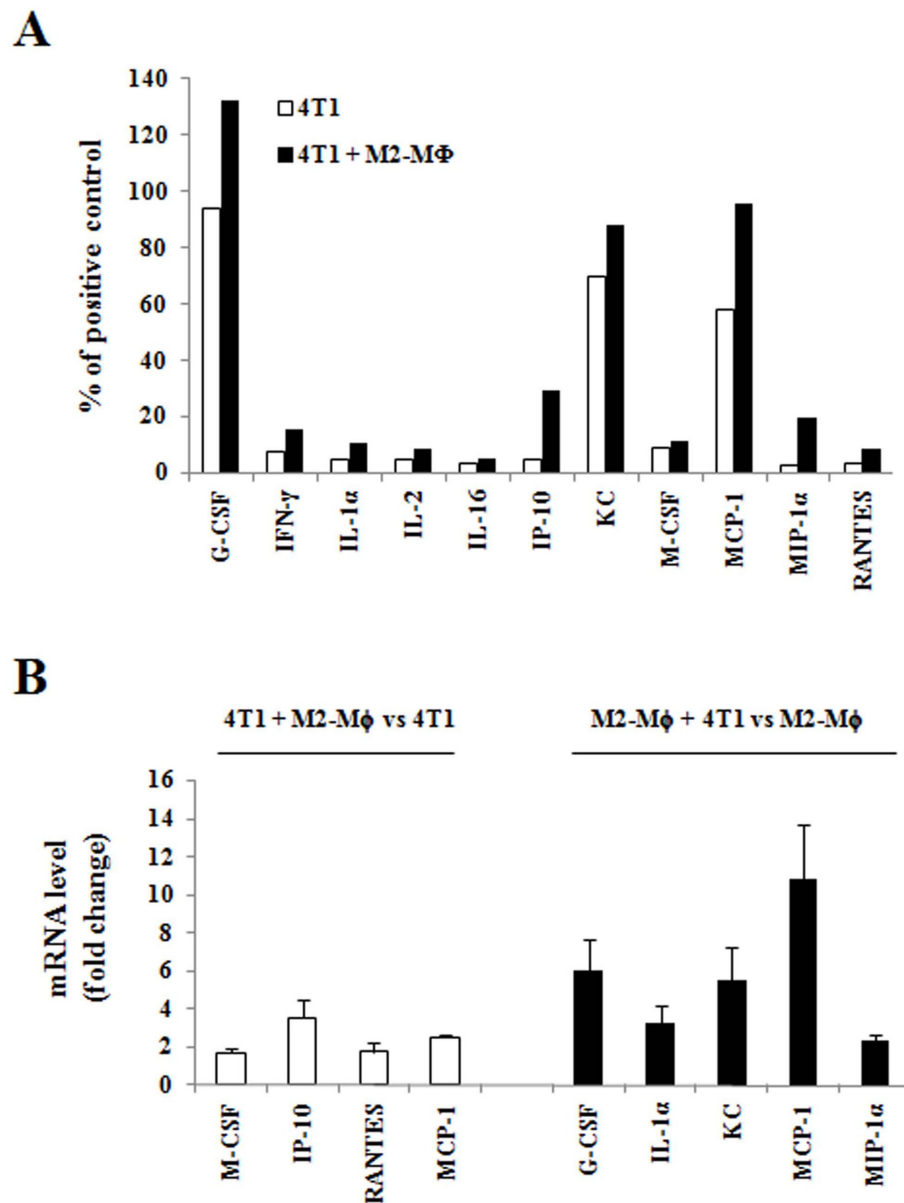 A
140
120
100
80
60
40
20
0
% of positive control
4T1
4T1 + M2-MΦ
G-CSF
IFN-γ
IL-1α
IL-2
IL-16
IP-10
KC
M-CSF
MCP-1
MIP-1α
RANTES
B
4T1 + M2-Mϕ vs 4T1
M2-Mϕ + 4T1 vs M2-Mϕ
16
14
12
10
8
6
4
2
0
mRNA level
(fold change)
M-CSF
IP-10
RANTES
MCP-1
G-CSF
IL-1α
KC
MCP-1
MIP-1α